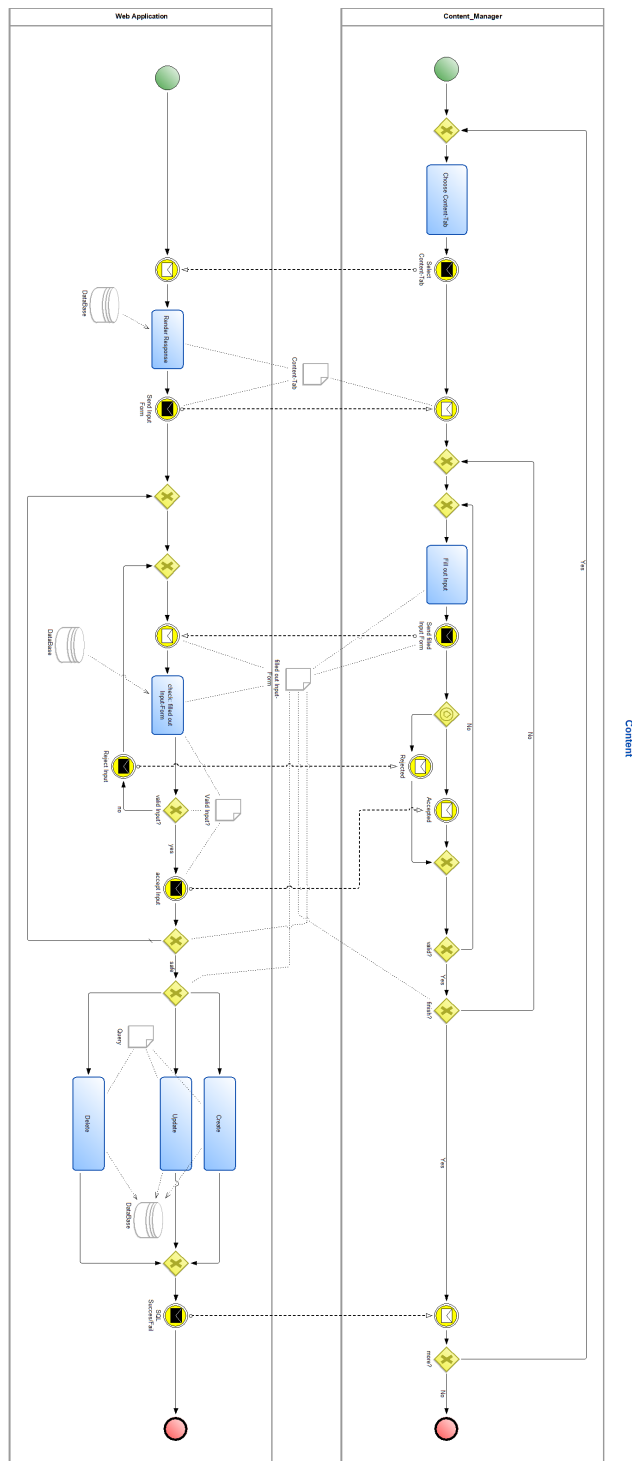 Web Application
Content_Manager
Choose Content-Tab
Select
Content-Tab
DataBase
Render Response
Content-Tab
Send Input
Form
Yes
Fill out Input
Send filled
Input Form
DataBase
filled out Input-
Form
check: filled out
Input-Form
No
No
Content
Reject Input
Rejected
no
valid Input?
Valid Input?
Accepted
yes
accept Input
valid?
safe
Yes
finish?
Query
Delete
Update
Create
Yes
DataBase
SQL
Succes/Fail
more?
No